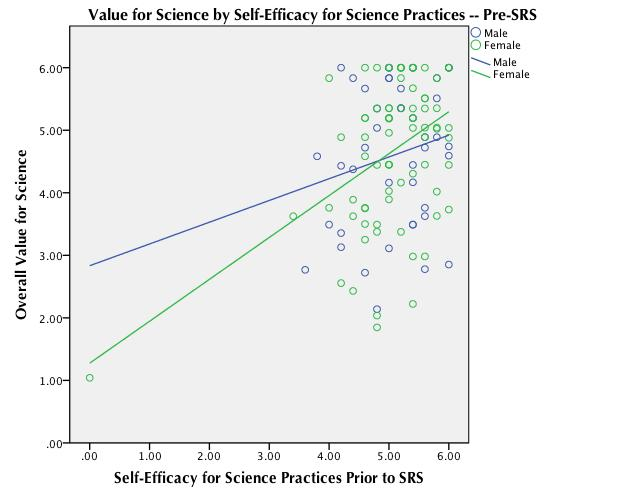 Value for Science by Self-Efficacy for Science Practices -- Pre-SRS
Male
Female
Male
Female
6.00
5.00
4.00
3.00
2.00
1.00
.00
Overall Value for Science
.00 1.00 2.00 3.00 4.00 5.00 6.00
Self-Efficacy for Science Practices Prior to SRS